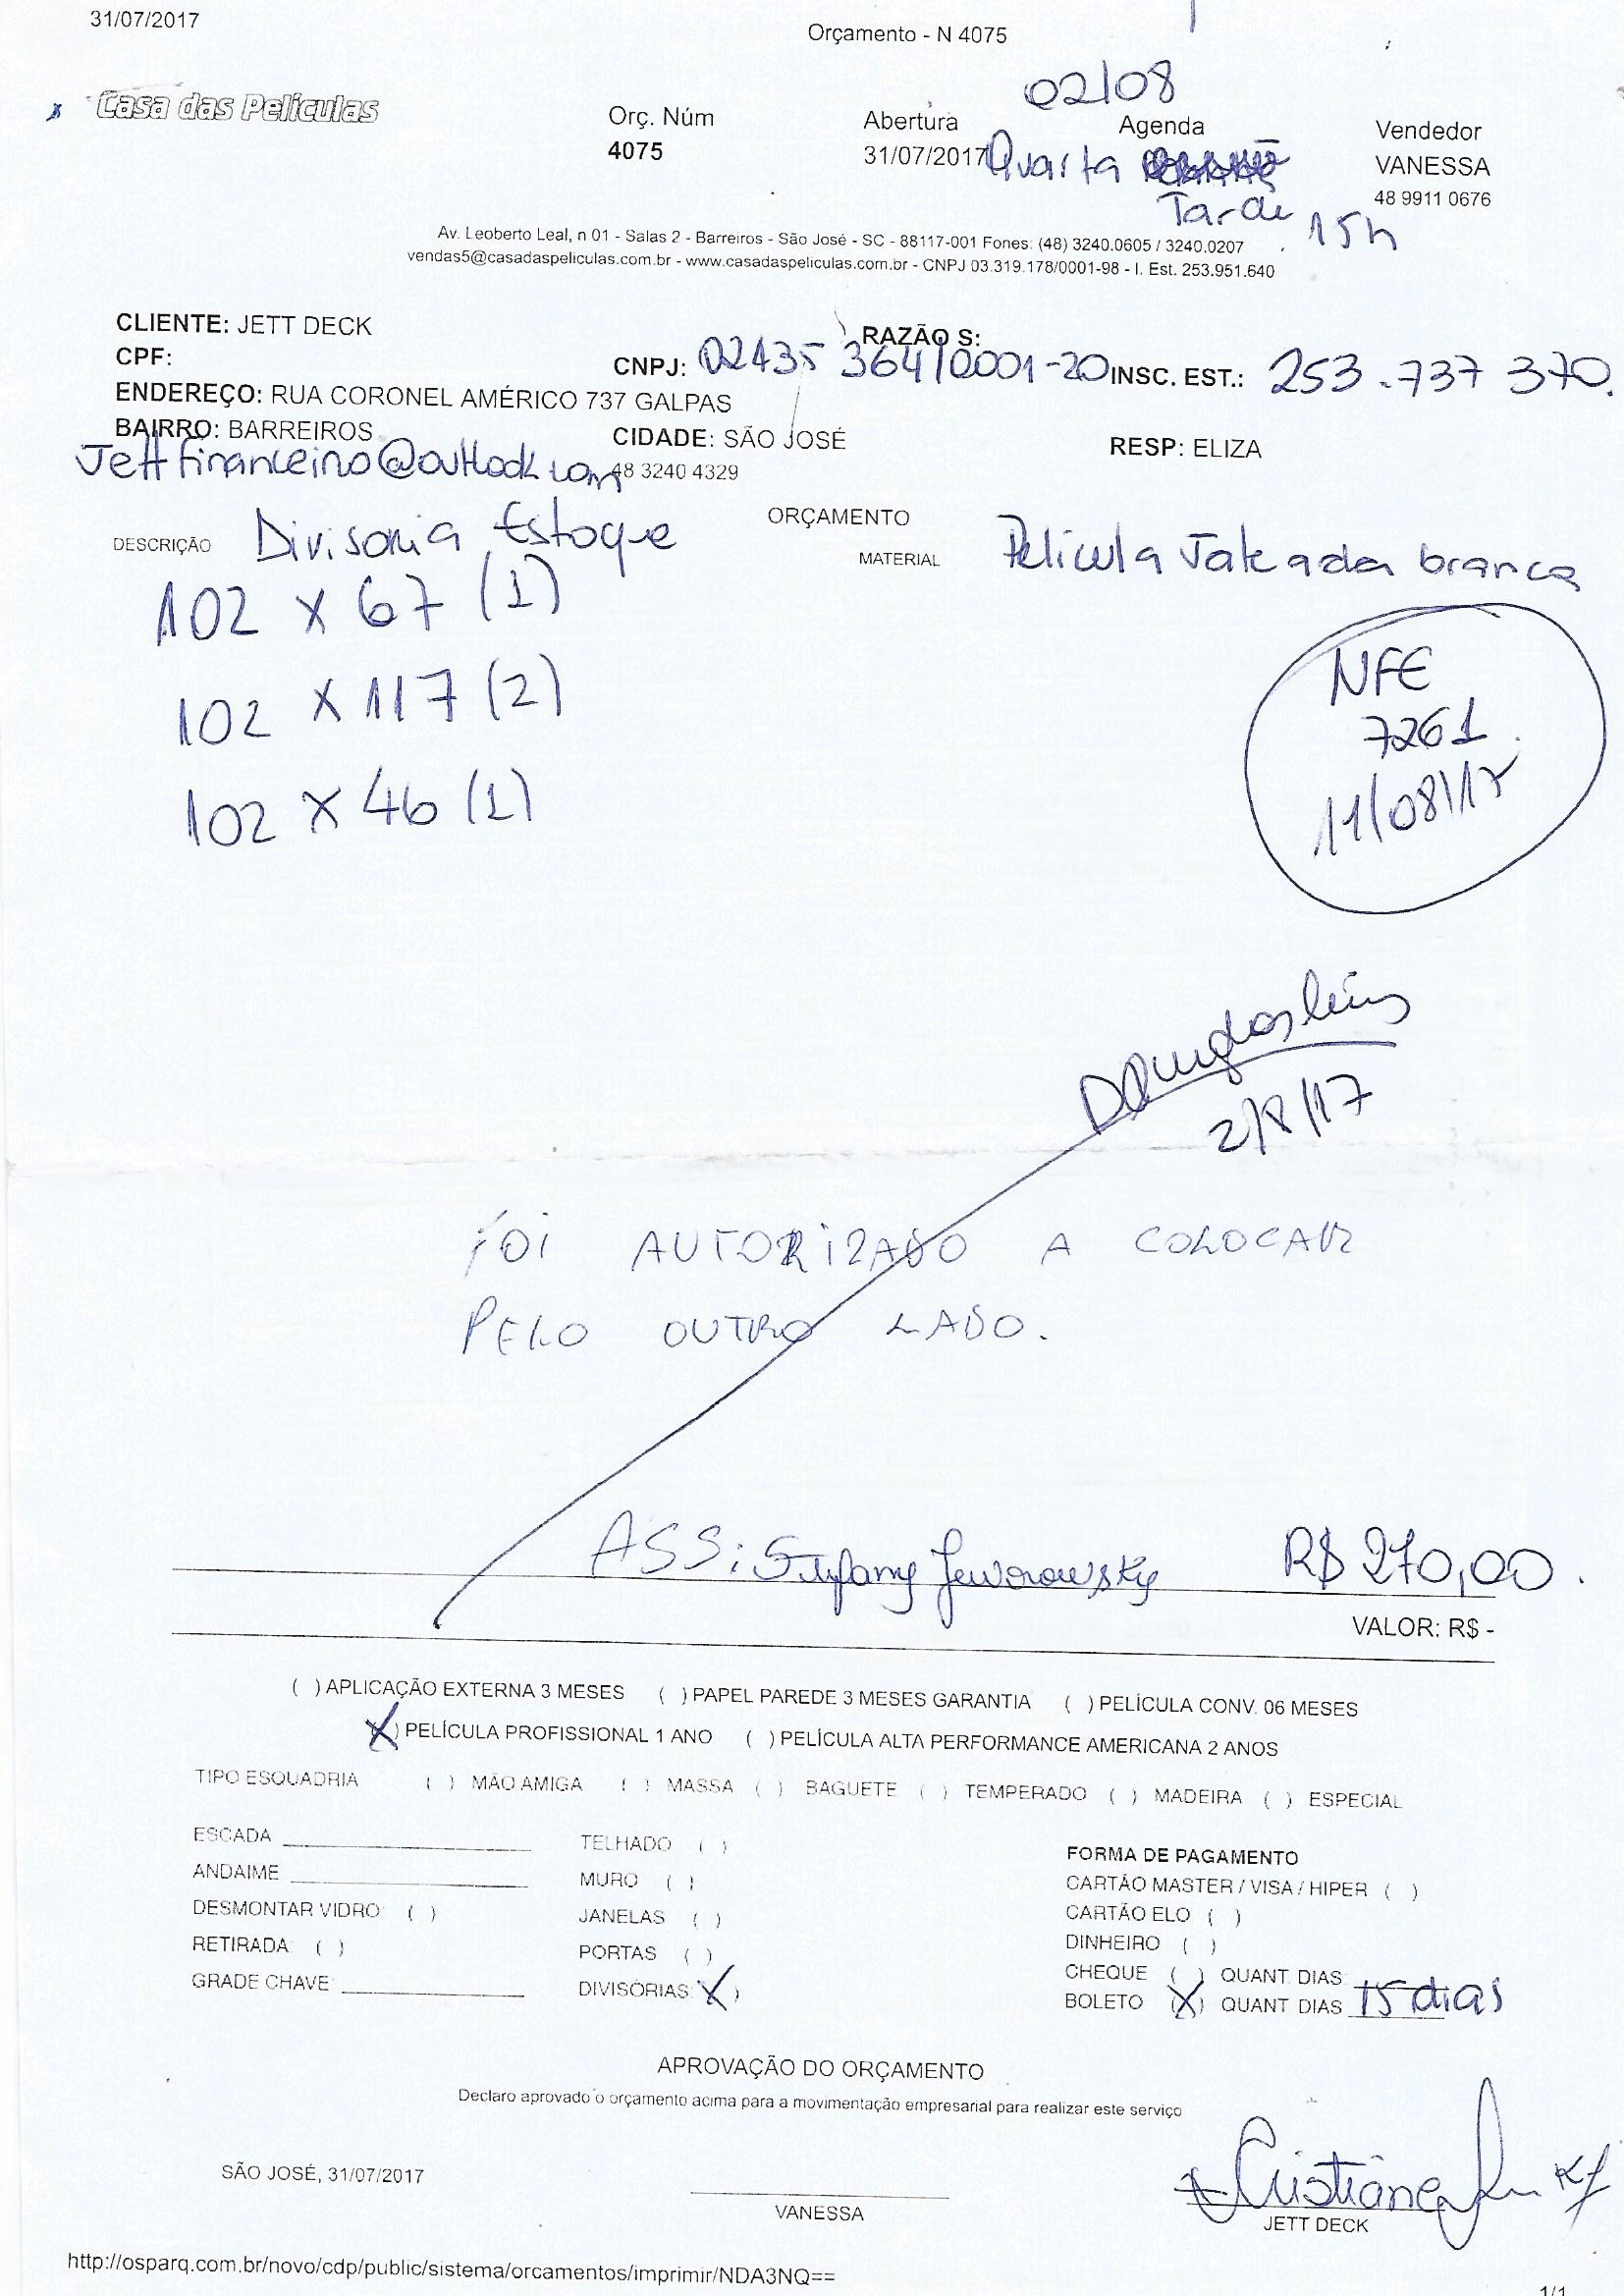 31/07/2017
Orçamento - N 4075
02/08
Casa das Películas
Orç. Núm
4075
Abertura
31/07/2017
Agenda
Quarta
Tarde 15h
Vendedor
VANESSA
48 9911 0676
Av. Leoberto Leal, n 01 - Salas 2 - Barreiros - São José - SC - 88117-001 Fones: (48) 3240.0605 / 3240.0207
vendas5@casadaspeliculas.com.br - www.casadaspeliculas.com.br - CNPJ 03.319.178/0001-98 - I. Est. 253.951.640
CLIENTE: JETT DECK
RAZÃO S:
CPF:
CNPJ: 02435 364/0001-20 INSC. EST.: 253.737 370.
ENDEREÇO: RUA CORONEL AMÉRICO 737 GALPAS
BAIRRO: BARREIROS
CIDADE: SÃO JOSÉ
RESP: ELIZA
Jettfinanceiro@outlook.com 48 3240 4329
ORÇAMENTO
DESCRIÇÃO Divisoria Estoque
MATERIAL Pelicula Jateada branca
102 x 67 (1)
102 x 117 (2)
102 x 46 (1)
NFE
7261
11/08/17
2/8/17
FOI AUTORIZADO A COLOCAR
PELO OUTRO LADO.
ASS: Stefany Jeworowsky R$ 270,00.
VALOR: R$ -
( ) APLICAÇÃO EXTERNA 3 MESES ( ) PAPEL PAREDE 3 MESES GARANTIA ( ) PELÍCULA CONV. 06 MESES
(X) PELÍCULA PROFISSIONAL 1 ANO ( ) PELÍCULA ALTA PERFORMANCE AMERICANA 2 ANOS
TIPO ESQUADRIA ( ) MÃO AMIGA ( ) MASSA ( ) BAGUETE ( ) TEMPERADO ( ) MADEIRA ( ) ESPECIAL
ESCADA
ANDAIME
DESMONTAR VIDRO: ( )
RETIRADA: ( )
GRADE CHAVE:
TELHADO ( )
MURO ( )
JANELAS ( )
PORTAS ( )
DIVISÓRIAS: (X)
FORMA DE PAGAMENTO
CARTÃO MASTER / VISA / HIPER ( )
CARTÃO ELO ( )
DINHEIRO ( )
CHEQUE ( ) QUANT. DIAS
BOLETO (X) QUANT DIAS 15 dias
APROVAÇÃO DO ORÇAMENTO
Declaro aprovado o orçamento acima para a movimentação empresarial para realizar este serviço
SÃO JOSÉ, 31/07/2017
VANESSA
Cristiane
JETT DECK
http://osparq.com.br/novo/cdp/public/sistema/orcamentos/imprimir/NDA3NQ==
1/1